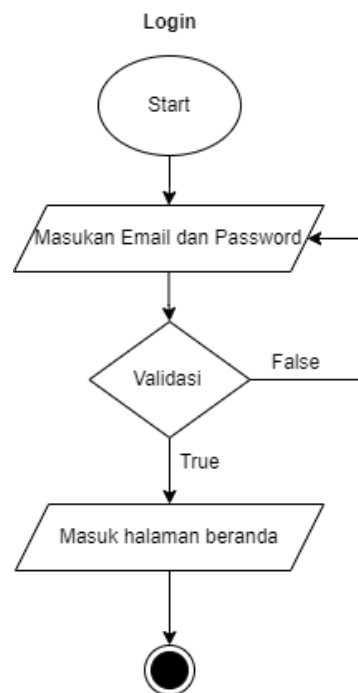 Login
Start
Masukan Email dan Password
Validasi
False
True
Masuk halaman beranda